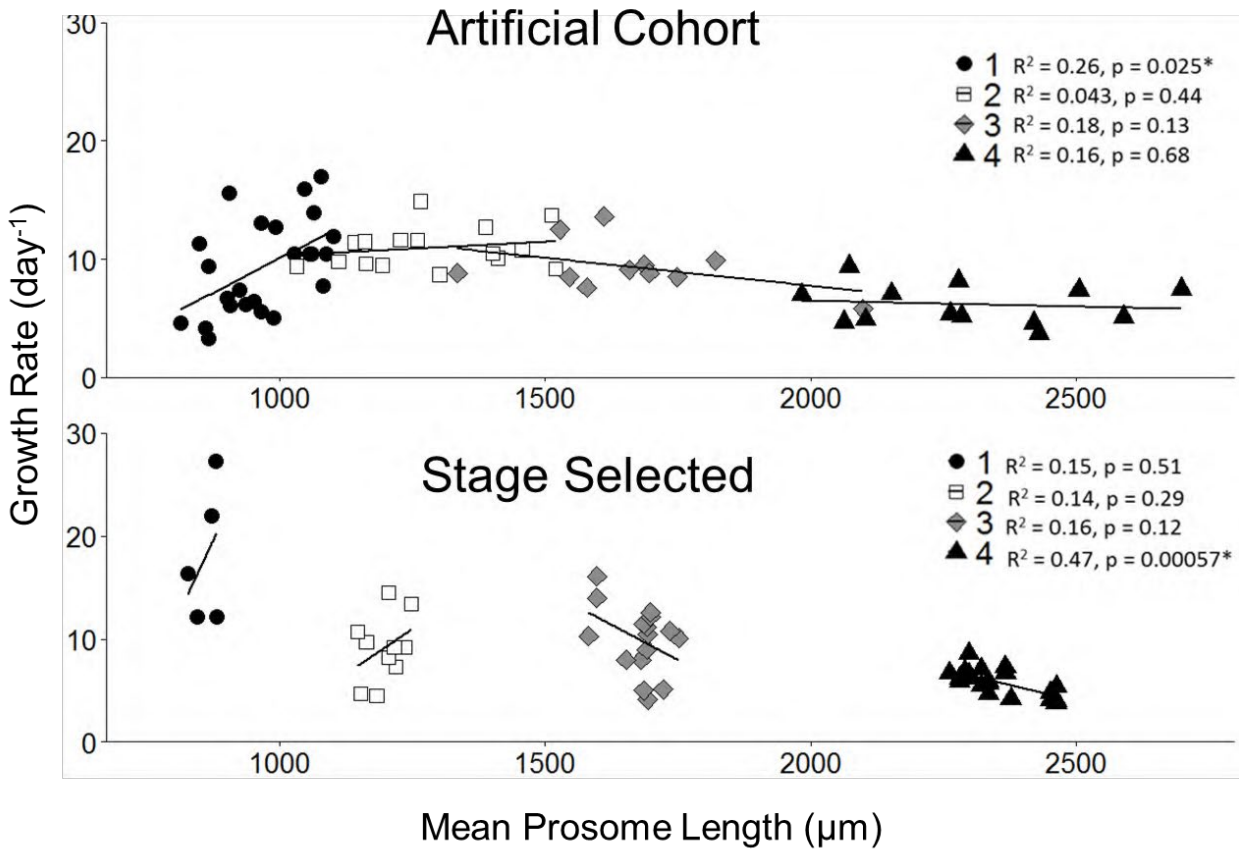 Artificial Cohort
30
20
10
0
1 R² = 0.26, p = 0.025*
2 R² = 0.043, p = 0.44
3 R² = 0.18, p = 0.13
4 R² = 0.16, p = 0.68
1000 1500 2000 2500
Growth Rate (day⁻¹)
Stage Selected
30
20
10
0
1 R² = 0.15, p = 0.51
2 R² = 0.14, p = 0.29
3 R² = 0.16, p = 0.12
4 R² = 0.47, p = 0.00057*
1000 1500 2000 2500
Mean Prosome Length (µm)